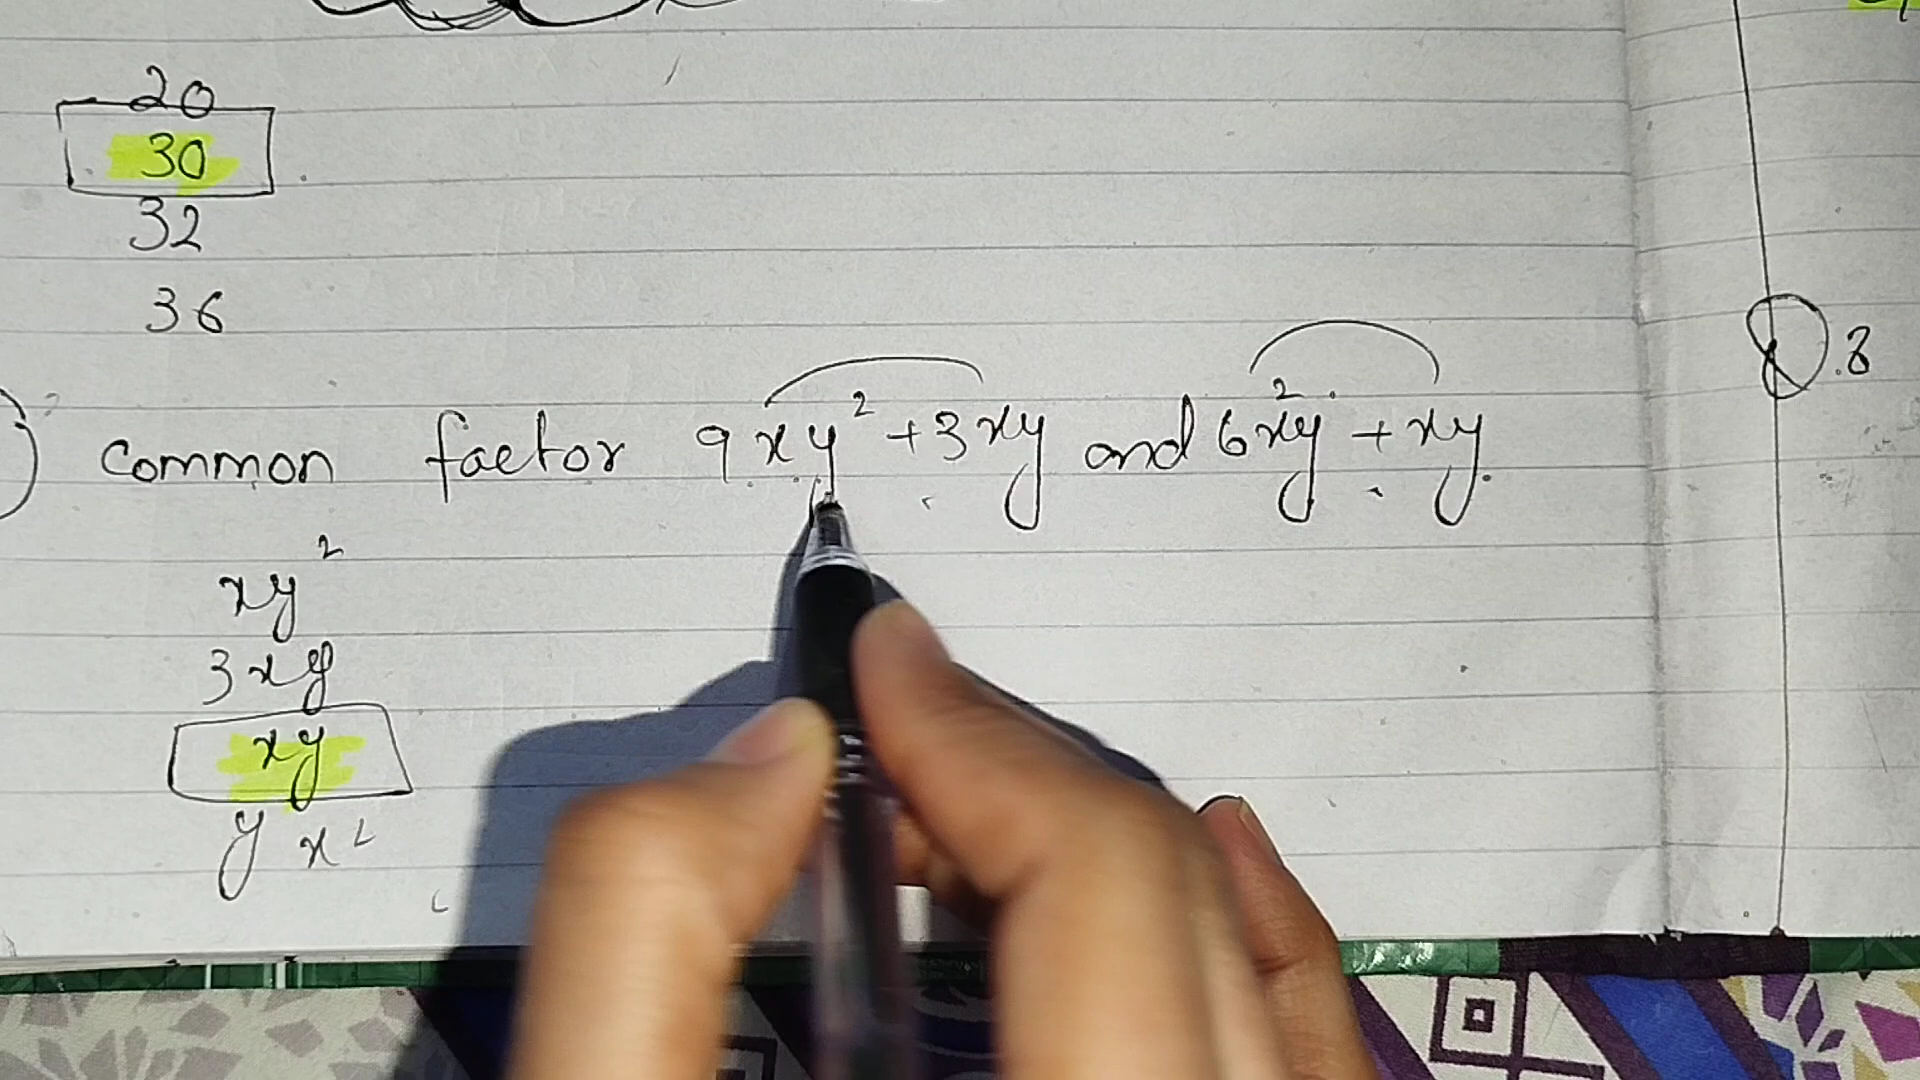 20
30
32
36
common factor 9xy² + 3xy and 6x²y + xy.
xy²
3xy
xy
y x²
Q.8